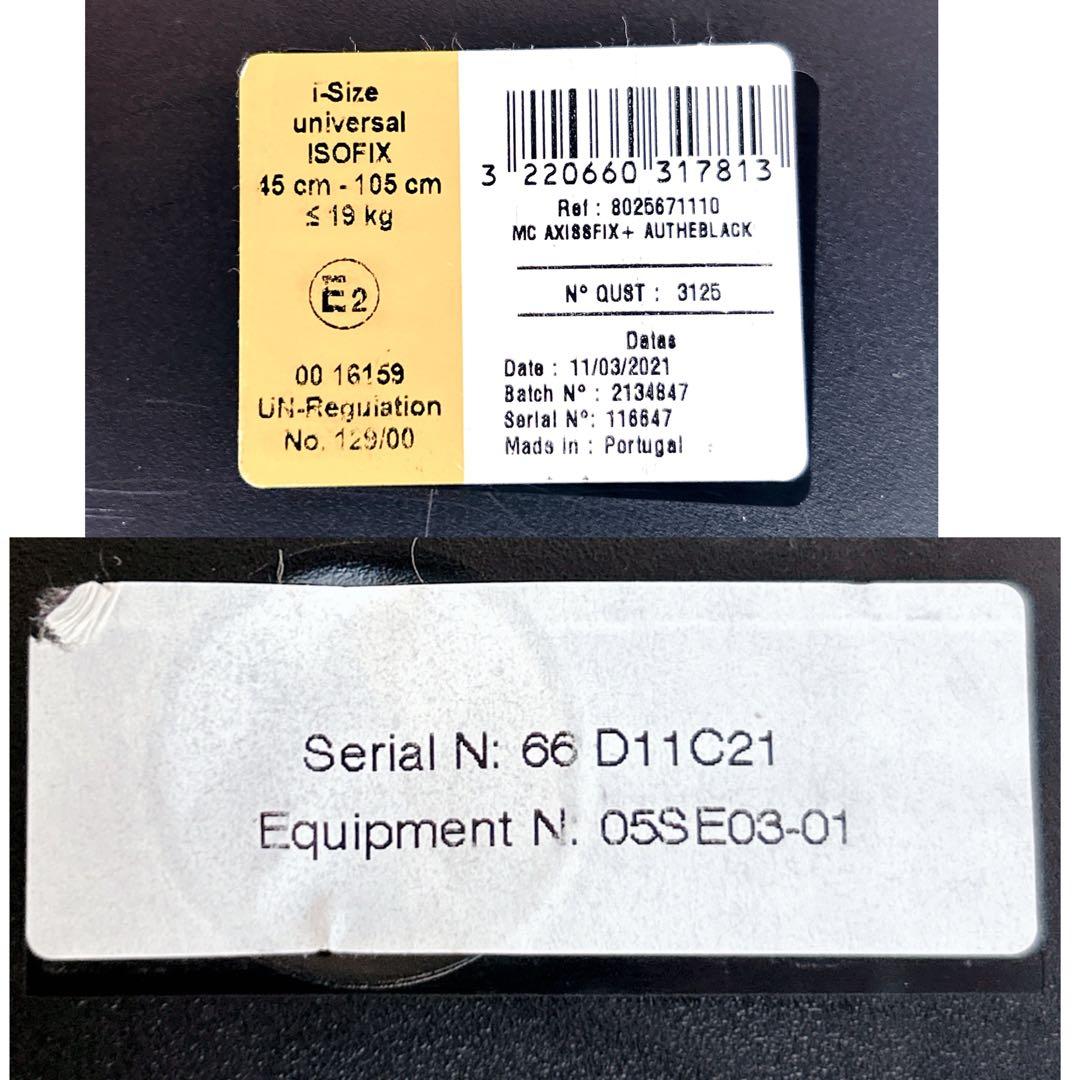 i-Size
universal
ISOFIX
45 cm - 105 cm
≤ 19 kg
E2
00 16159
UN-Regulation
No. 129/00
3 220660 317813
Ref : 8025671110
MC AXISSFIX+ AUTHEBLACK
N° QUST : 3125
Datas
Date : 11/03/2021
Batch N° : 2134847
Serial N°: 116647
Made in : Portugal
Serial N: 66 D11C21
Equipment N: 05SE03-01